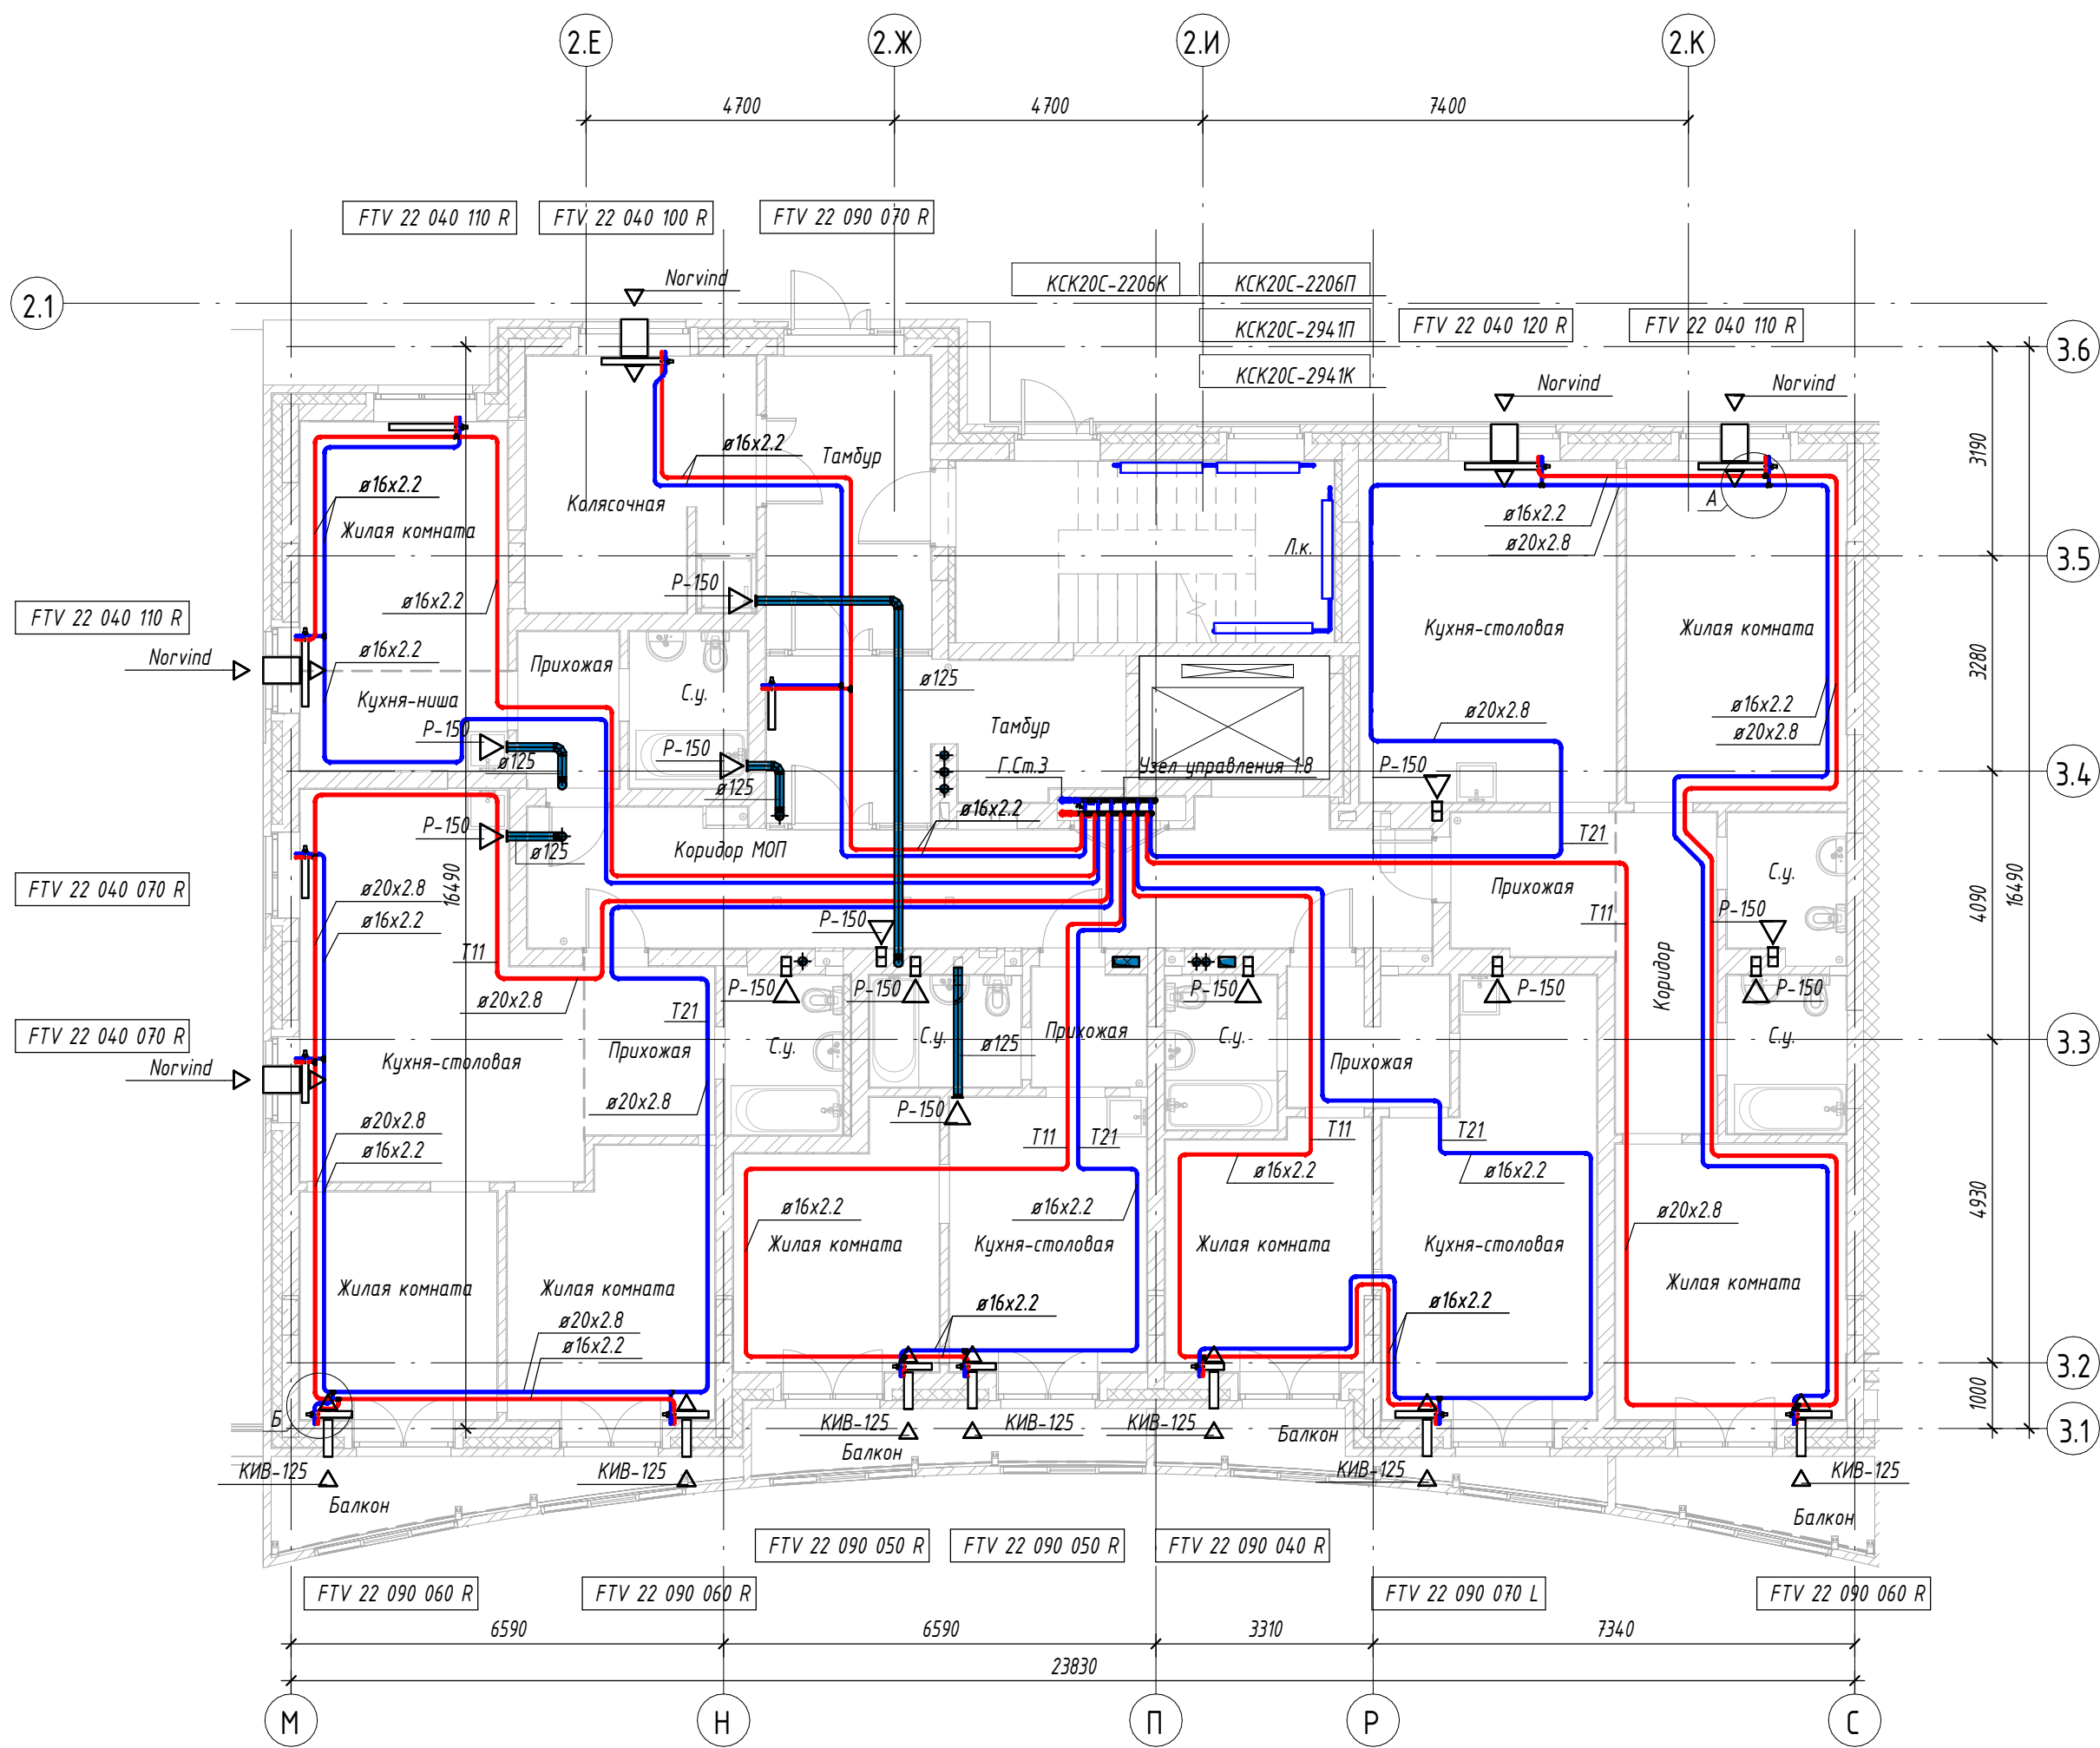 2.Е
2.Ж
2.И
2.К
4700
4700
7400
FTV 22 040 110 R
FTV 22 040 100 R
FTV 22 090 070 R
Norvind
КСК20С-2206К
КСК20С-2206П
КСК20С-2941П
КСК20С-2941К
FTV 22 040 120 R
FTV 22 040 110 R
2.1
3.6
Norvind
Norvind
3190
ø16x2.2
Тамбур
ø16x2.2
Колясочная
Жилая комната
А
ø16x2.2
ø20x2.8
Л.к.
3.5
Р-150
ø16x2.2
FTV 22 040 110 R
Norvind
ø16x2.2
Прихожая
Кухня-столовая
Жилая комната
3280
С.у.
ø125
Кухня-ниша
ø16x2.2
ø20x2.8
ø20x2.8
Р-150
Тамбур
Р-150
ø125
Г.Ст.3
Узел управления 1.8
Р-150
3.4
ø125
ø16x2.2
Р-150
ø125
Коридор МОП
Т21
FTV 22 040 070 R
ø20x2.8
ø16x2.2
16490
Прихожая
С.у.
4090
16490
Р-150
Т11
Р-150
Т11
Коридор
ø20x2.8
Т21
Р-150
Р-150
Р-150
Р-150
Р-150
FTV 22 040 070 R
Norvind
Кухня-столовая
Прихожая
С.у.
С.у.
ø125
Прихожая
С.у.
Прихожая
С.у.
3.3
ø20x2.8
Р-150
ø20x2.8
ø16x2.2
Т11
Т21
Т11
Т21
ø16x2.2
ø16x2.2
4930
ø16x2.2
ø16x2.2
ø20x2.8
Жилая комната
Кухня-столовая
Жилая комната
Кухня-столовая
Жилая комната
Жилая комната
Жилая комната
ø20x2.8
ø16x2.2
ø16x2.2
ø16x2.2
3.2
1000
Б
3.1
КИВ-125
КИВ-125
КИВ-125
Балкон
Балкон
КИВ-125
КИВ-125
КИВ-125
КИВ-125
Балкон
Балкон
FTV 22 090 050 R
FTV 22 090 050 R
FTV 22 090 040 R
FTV 22 090 060 R
FTV 22 090 060 R
FTV 22 090 070 L
FTV 22 090 060 R
6590
6590
3310
7340
23830
М
Н
П
Р
С